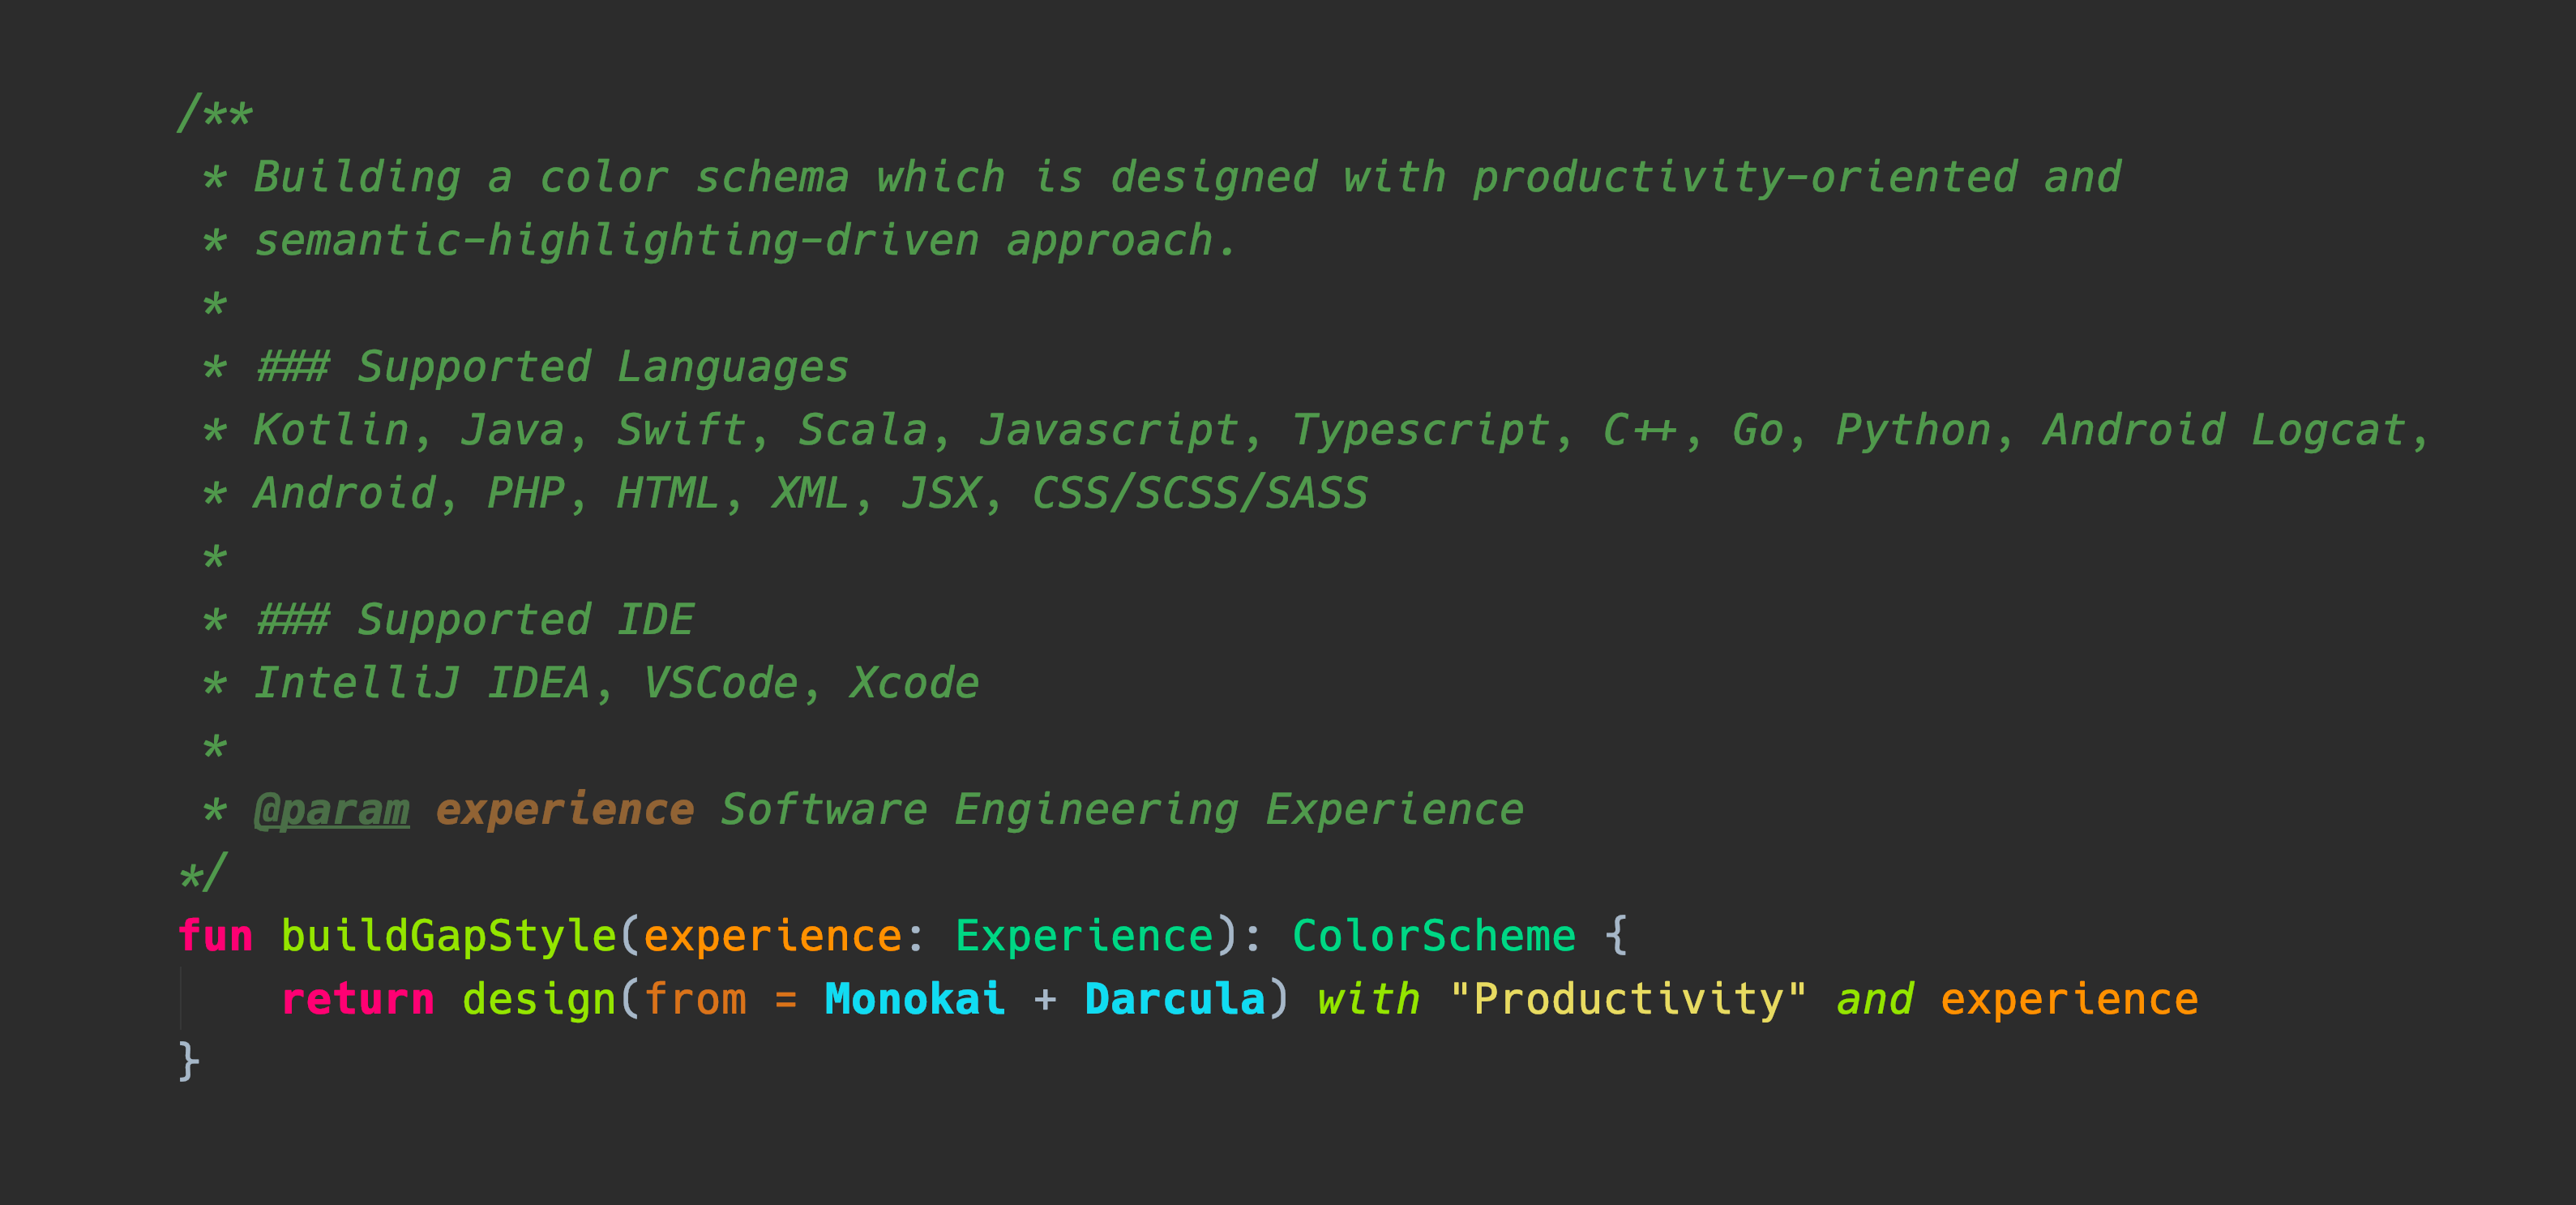 /**
 * Building a color schema which is designed with productivity-oriented and
 * semantic-highlighting-driven approach.
 *
 * ### Supported Languages
 * Kotlin, Java, Swift, Scala, Javascript, Typescript, C++, Go, Python, Android Logcat,
 * Android, PHP, HTML, XML, JSX, CSS/SCSS/SASS
 *
 * ### Supported IDE
 * IntelliJ IDEA, VSCode, Xcode
 *
 * @param experience Software Engineering Experience
*/
fun buildGapStyle(experience: Experience): ColorScheme {
    return design(from = Monokai + Darcula) with "Productivity" and experience
}